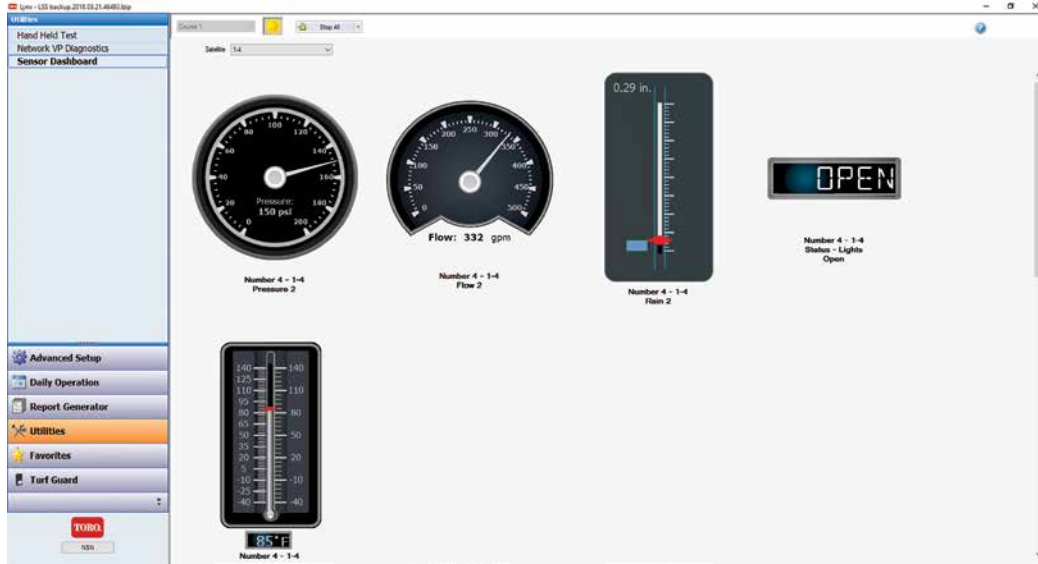 Lynx - LSS backup.2018.03.21.46493.bip
Utilities
Hand Held Test
Network VP Diagnostics
Sensor Dashboard
Course 1
Stop All
Satellite 1-4
0 20 40 60 80 100 120 140 160 180 200
Pressure:
150 psi
Number 4 - 1-4
Pressure 2
0 50 100 150 200 250 300 350 400 450 500
Flow: 332 gpm
Number 4 - 1-4
Flow 2
0.29 in.
Number 4 - 1-4
Rain 2
OPEN
Number 4 - 1-4
Status - Lights
Open
140 140
125
110 110
95
80 80
65
50 50
35
20 20
5
-10 -10
-25
-40 -40
85°F
Number 4 - 1-4
Advanced Setup
Daily Operation
Report Generator
Utilities
Favorites
Turf Guard
TORO
NSN